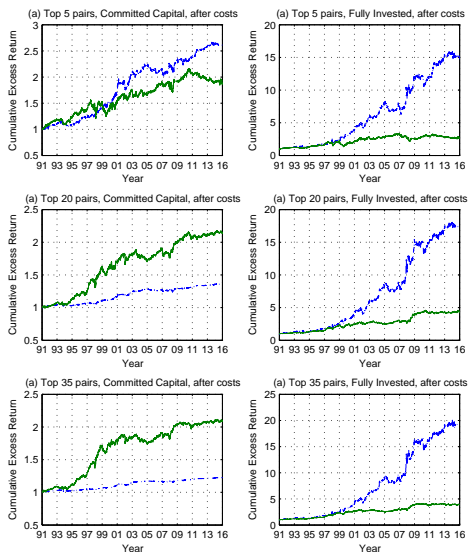 (a) Top 5 pairs, Committed Capital, after costs
Cumulative Excess Return
3
2.5
2
1.5
1
0.5
91 93 95 97 99 01 03 05 07 09 11 13 14 16
Year
(a) Top 5 pairs, Fully Invested, after costs
Cumulative Excess Return
20
15
10
5
0
91 93 95 97 99 01 03 05 07 09 11 13 14 16
Year
(a) Top 20 pairs, Committed Capital, after costs
Cumulative Excess Return
2.5
2
1.5
1
0.5
91 93 95 97 99 01 03 05 07 09 11 13 14 16
Year
(a) Top 20 pairs, Fully Invested, after costs
Cumulative Excess Return
20
15
10
5
0
91 93 95 97 99 01 03 05 07 09 11 13 14 16
Year
(a) Top 35 pairs, Committed Capital, after costs
Cumulative Excess Return
2.5
2
1.5
1
0.5
91 93 95 97 99 01 03 05 07 09 11 13 14 16
Year
(a) Top 35 pairs, Fully Invested, after costs
Cumulative Excess Return
25
20
15
10
5
0
91 93 95 97 99 01 03 05 07 09 11 13 14 16
Year